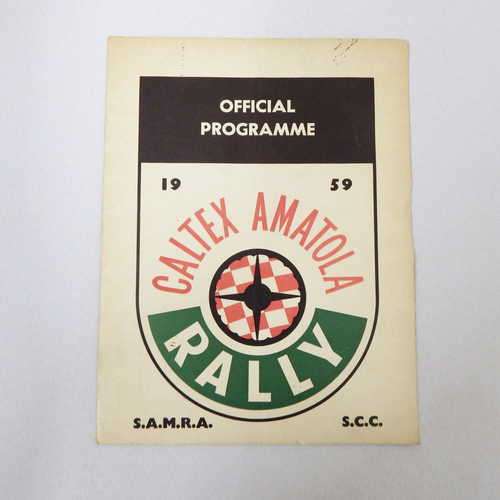 OFFICIAL
PROGRAMME
19 59
CALTEX AMATOLA
RALLY
S.A.M.R.A. S.C.C.